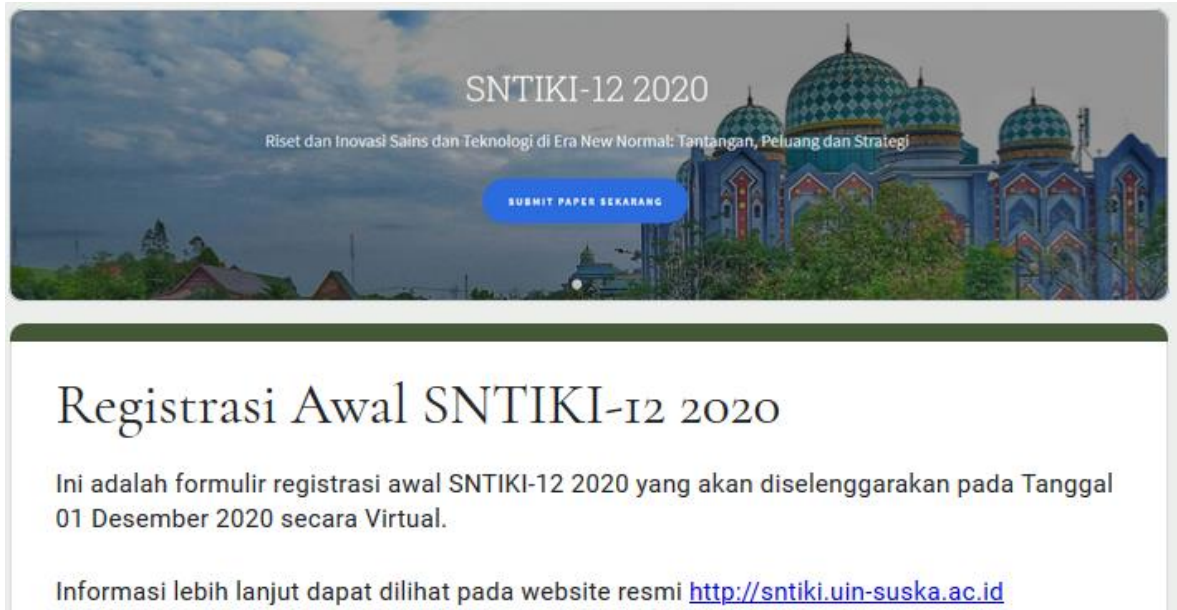 SNTIKI-12 2020
Riset dan Inovasi Sains dan Teknologi di Era New Normal: Tantangan, Peluang dan Strategi
SUBMIT PAPER SEKARANG
Registrasi Awal SNTIKI-12 2020
Ini adalah formulir registrasi awal SNTIKI-12 2020 yang akan diselenggarakan pada Tanggal
01 Desember 2020 secara Virtual.
Informasi lebih lanjut dapat dilihat pada website resmi http://sntiki.uin-suska.ac.id